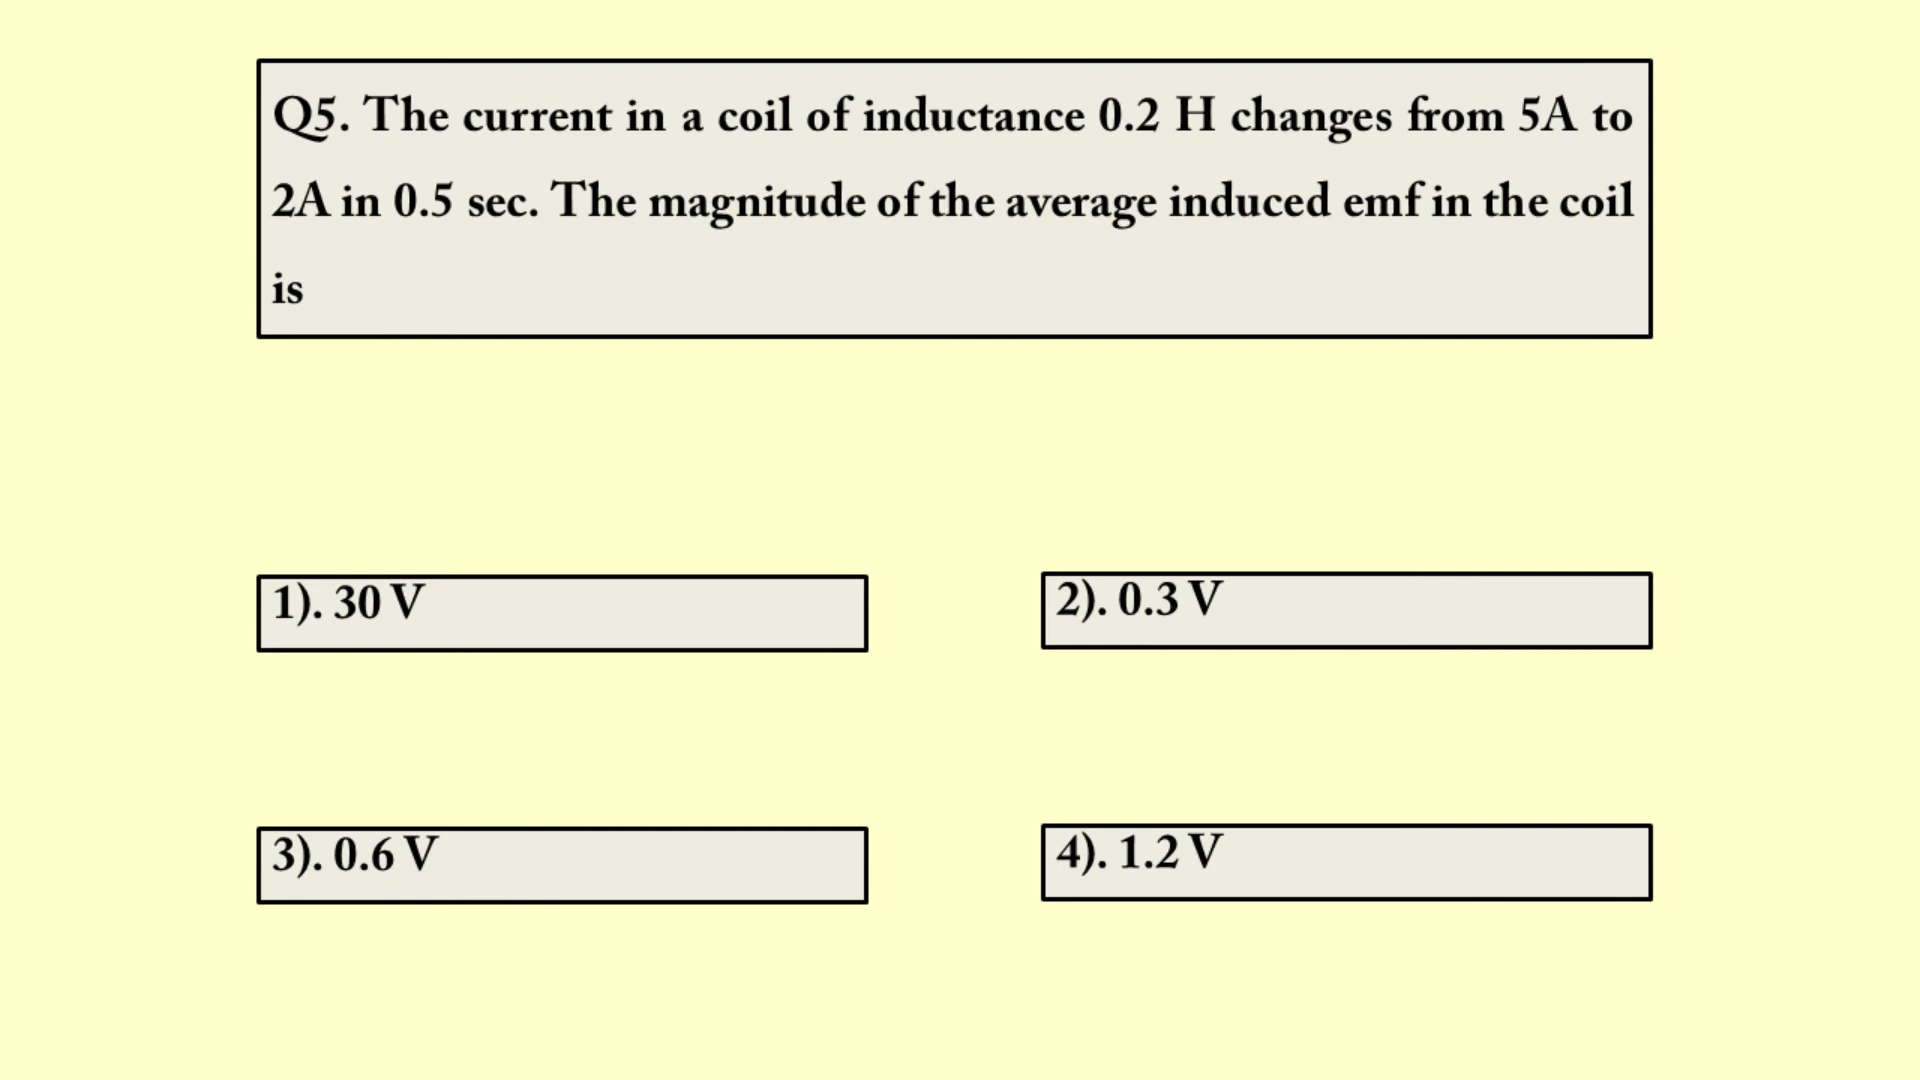 Q5. The current in a coil of inductance 0.2 H changes from 5A to
2A in 0.5 sec. The magnitude of the average induced emf in the coil
is
1). 30 V
2). 0.3 V
3). 0.6 V
4). 1.2 V